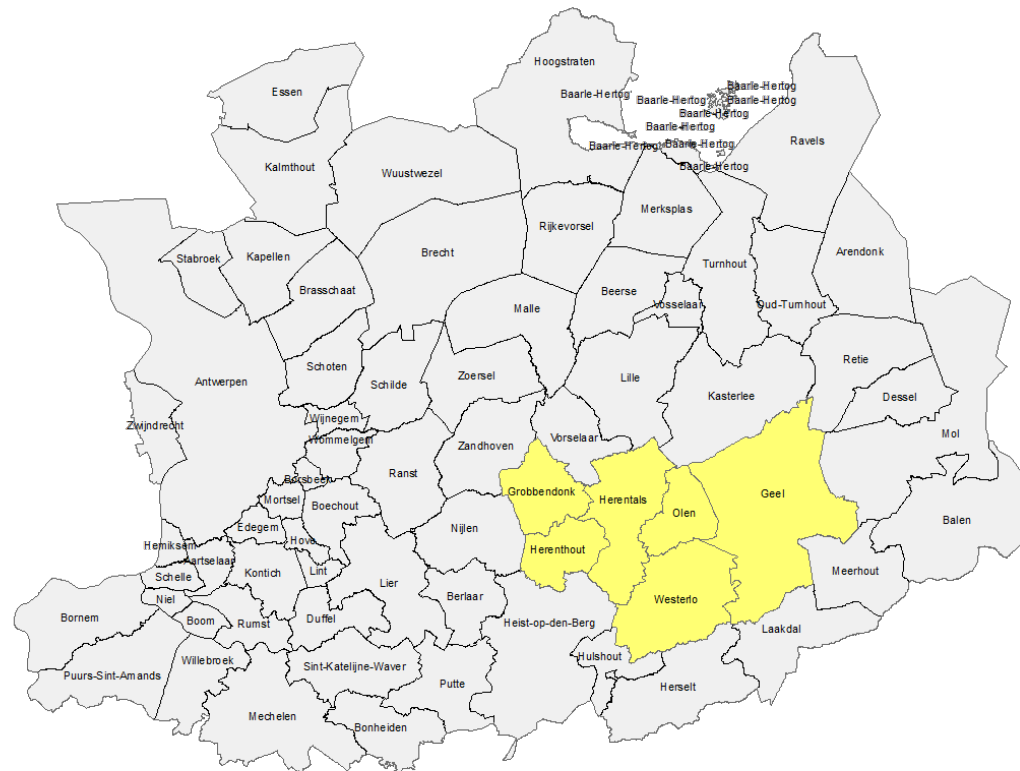 Hoogstraten
Essen
Baarle-Hertog
Baarle-Hertog
Baarle-Hertog
Baarle-Hertog
Baarle-Hertog
Baarle-Hertog
Ravels
Baarle-Hertog
Baarle-Hertog
Baarle-Hertog
Kalmthout
Wuustwezel
Merksplas
Rijkevorsel
Brecht
Arendonk
Kapellen
Stabroek
Turnhout
Brasschaat
Beerse
Vosselaar
Oud-Turnhout
Malle
Retie
Schoten
Zoersel
Lille
Antwerpen
Schilde
Kasterlee
Dessel
Wijnegem
Zwijndrecht
Mol
Vorselaar
Wommelgem
Zandhoven
Ranst
Borsbeek
Grobbendonk
Geel
Mortsel
Herentals
Boechout
Olen
Balen
Edegem
Nijlen
Hove
Hemiksem
Herenthout
Aartselaar
Kontich
Lint
Meerhout
Schelle
Lier
Berlaar
Westerlo
Niel
Bornem
Duffel
Boom
Rumst
Heist-op-den-Berg
Laakdal
Hulshout
Willebroek
Sint-Katelijne-Waver
Puurs-Sint-Amands
Putte
Herselt
Mechelen
Bonheiden